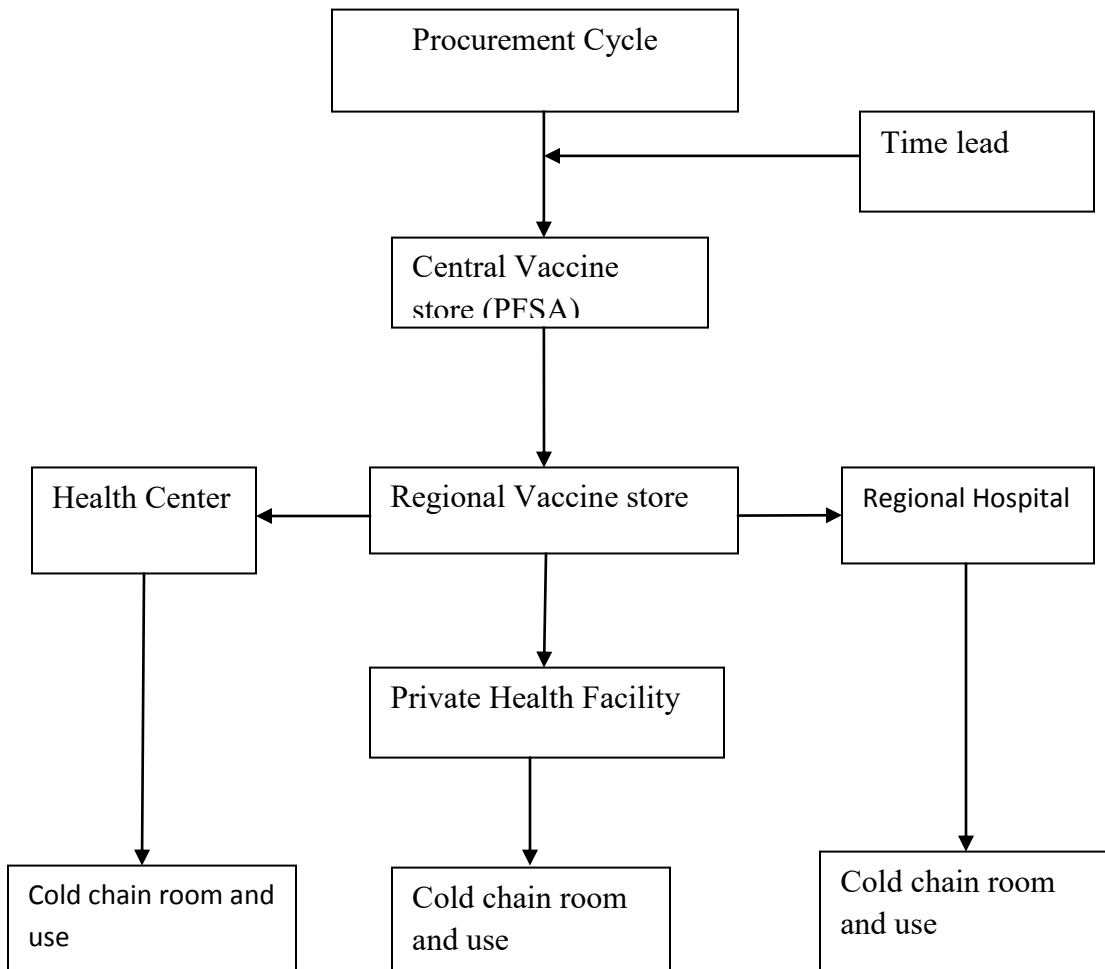 Procurement Cycle
Time lead
Central Vaccine
store (PFSA)
Health Center
Regional Vaccine store
Regional Hospital
Private Health Facility
Cold chain room and
use
Cold chain room
and use
Cold chain room
and use